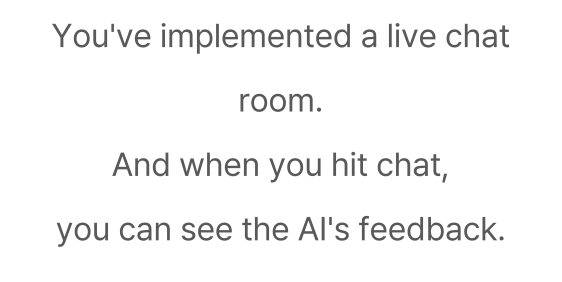 You've implemented a live chat
room.
And when you hit chat,
you can see the AI's feedback.